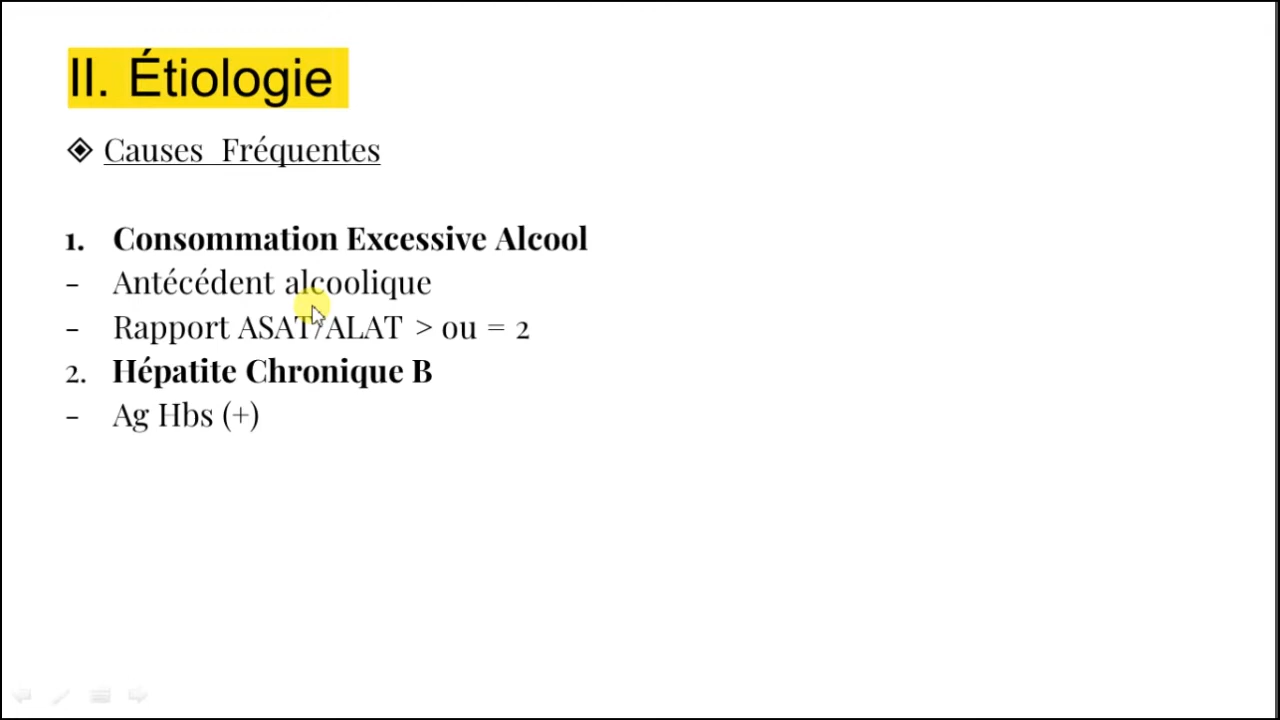 II. Étiologie
Causes Fréquentes
1. Consommation Excessive Alcool
- Antécédent alcoolique
- Rapport ASAT/ALAT > ou = 2
2. Hépatite Chronique B
- Ag Hbs (+)